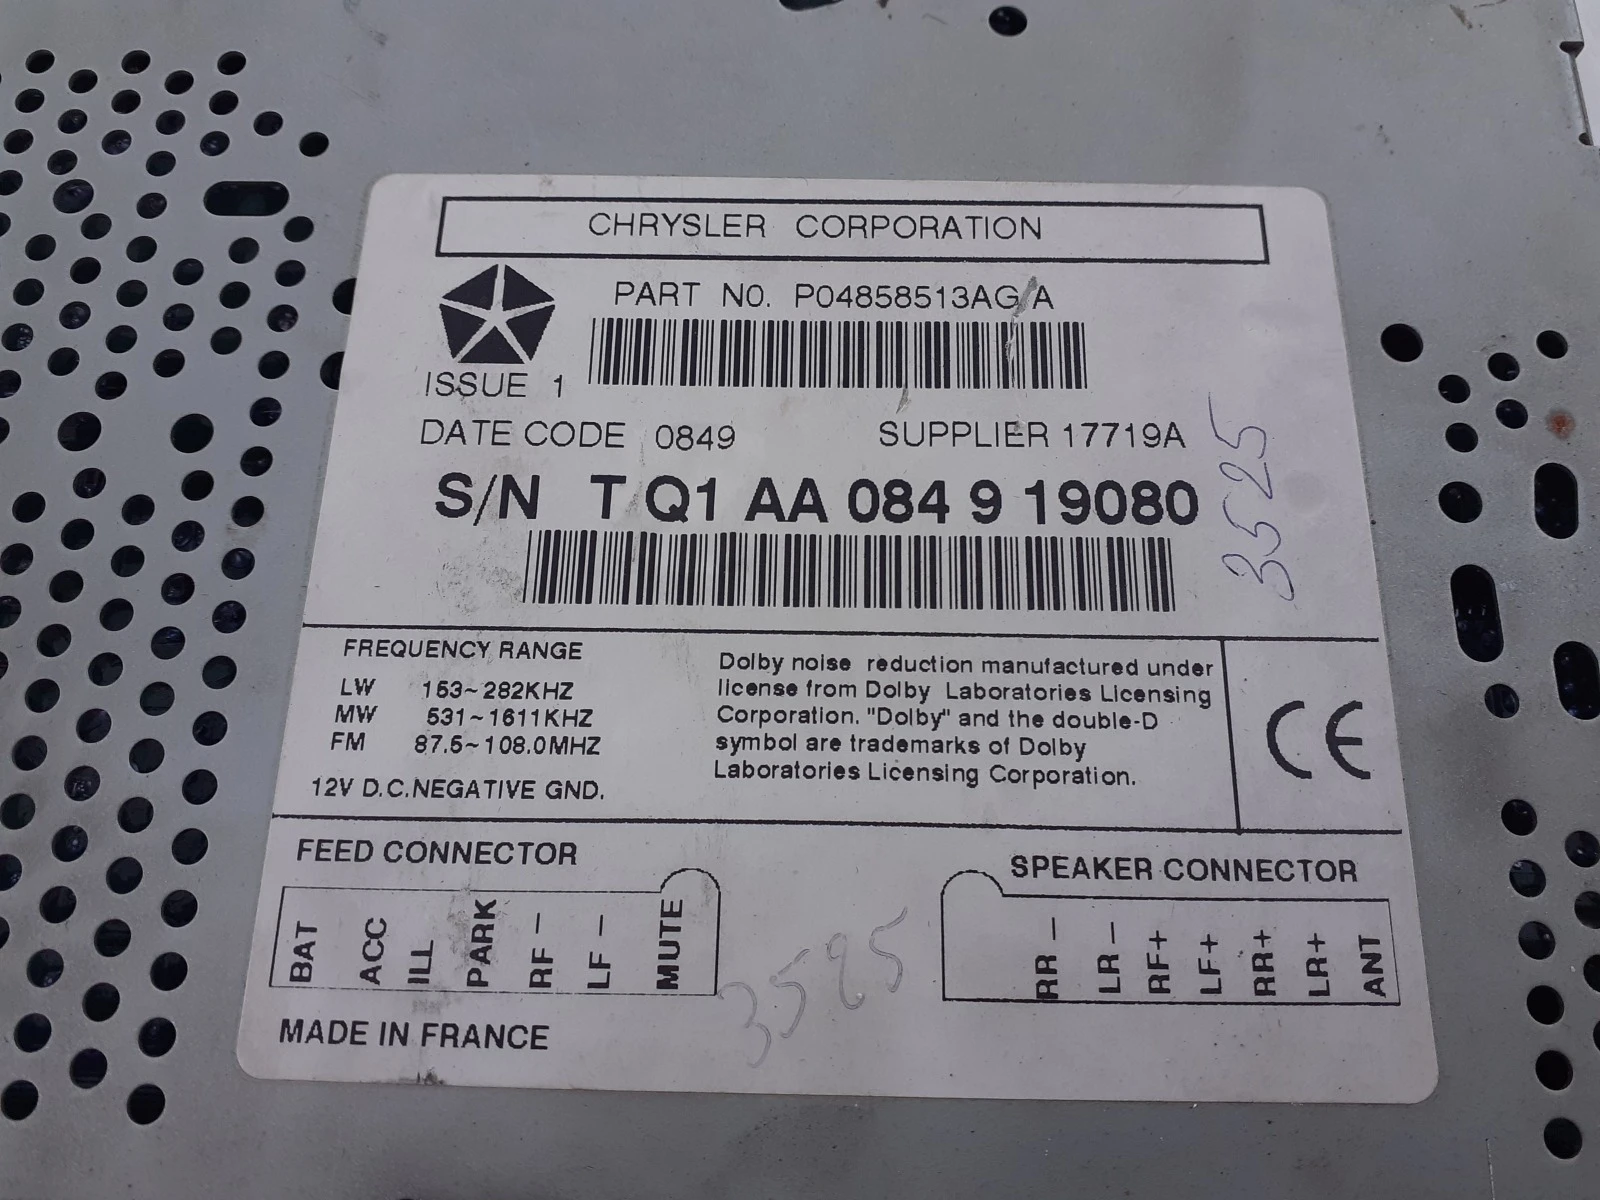 CHRYSLER CORPORATION
PART NO. P04858513AG A
ISSUE 1
DATE CODE 0849 SUPPLIER 17719A
S/N T Q1 AA 084 9 19080
3525
FREQUENCY RANGE
LW 153~282KHZ
MW 531~1611KHZ
FM 87.5~108.0MHZ
12V D.C.NEGATIVE GND.
Dolby noise reduction manufactured under
license from Dolby Laboratories Licensing
Corporation. "Dolby" and the double-D
symbol are trademarks of Dolby
Laboratories Licensing Corporation.
CE
FEED CONNECTOR
BAT
ACC
ILL
PARK
RF –
LF –
MUTE
SPEAKER CONNECTOR
RR –
LR –
RF+
LF+
RR+
LR+
ANT
3525
MADE IN FRANCE